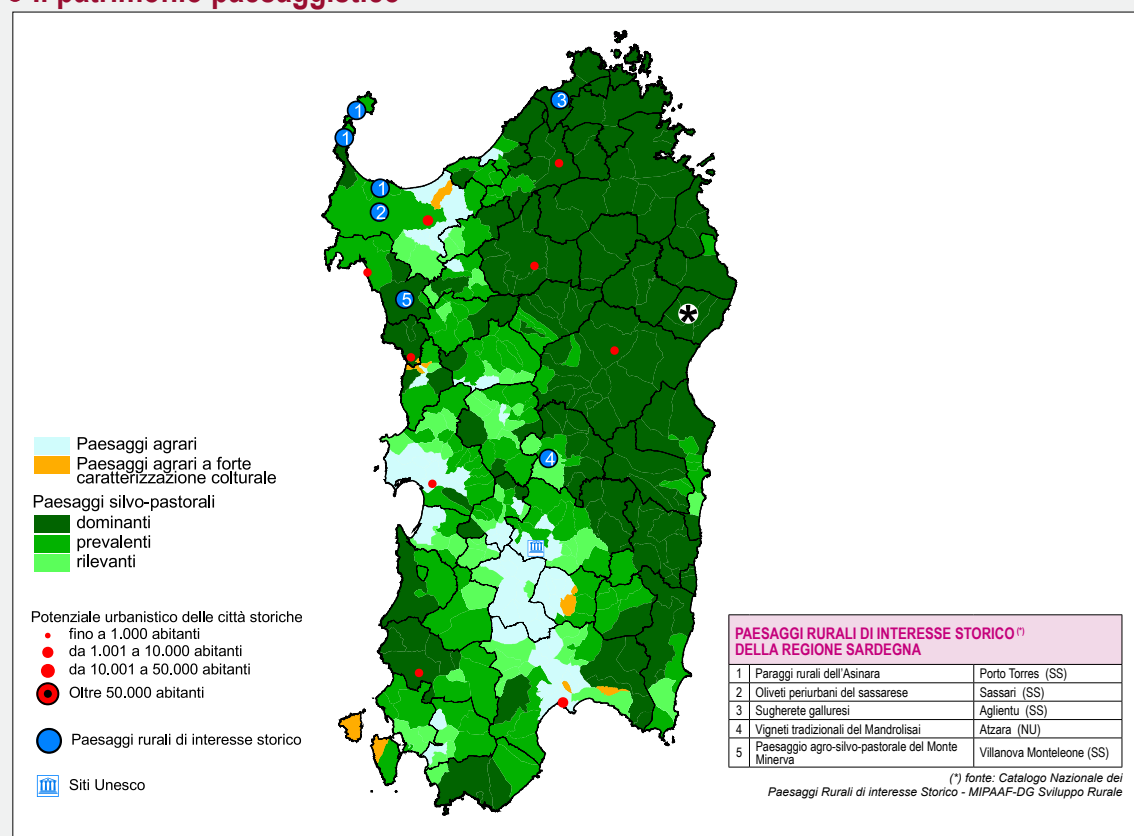 e il patrimonio paesaggistico
1
1
1
2
3
5
4
*
Paesaggi agrari
Paesaggi agrari a forte
caratterizzazione colturale
Paesaggi silvo-pastorali
dominanti
prevalenti
rilevanti
Potenziale urbanistico delle città storiche
fino a 1.000 abitanti
da 1.001 a 10.000 abitanti
da 10.001 a 50.000 abitanti
Oltre 50.000 abitanti
Paesaggi rurali di interesse storico
Siti Unesco
PAESAGGI RURALI DI INTERESSE STORICO (*)
DELLA REGIONE SARDEGNA
1 Paraggi rurali dell'Asinara Porto Torres (SS)
2 Oliveti periurbani del sassarese Sassari (SS)
3 Sugherete galluresi Aglientu (SS)
4 Vigneti tradizionali del Mandrolisai Atzara (NU)
5 Paesaggio agro-silvo-pastorale del Monte
Minerva Villanova Monteleone (SS)
(*) fonte: Catalogo Nazionale dei
Paesaggi Rurali di interesse Storico - MIPAAF-DG Sviluppo Rurale